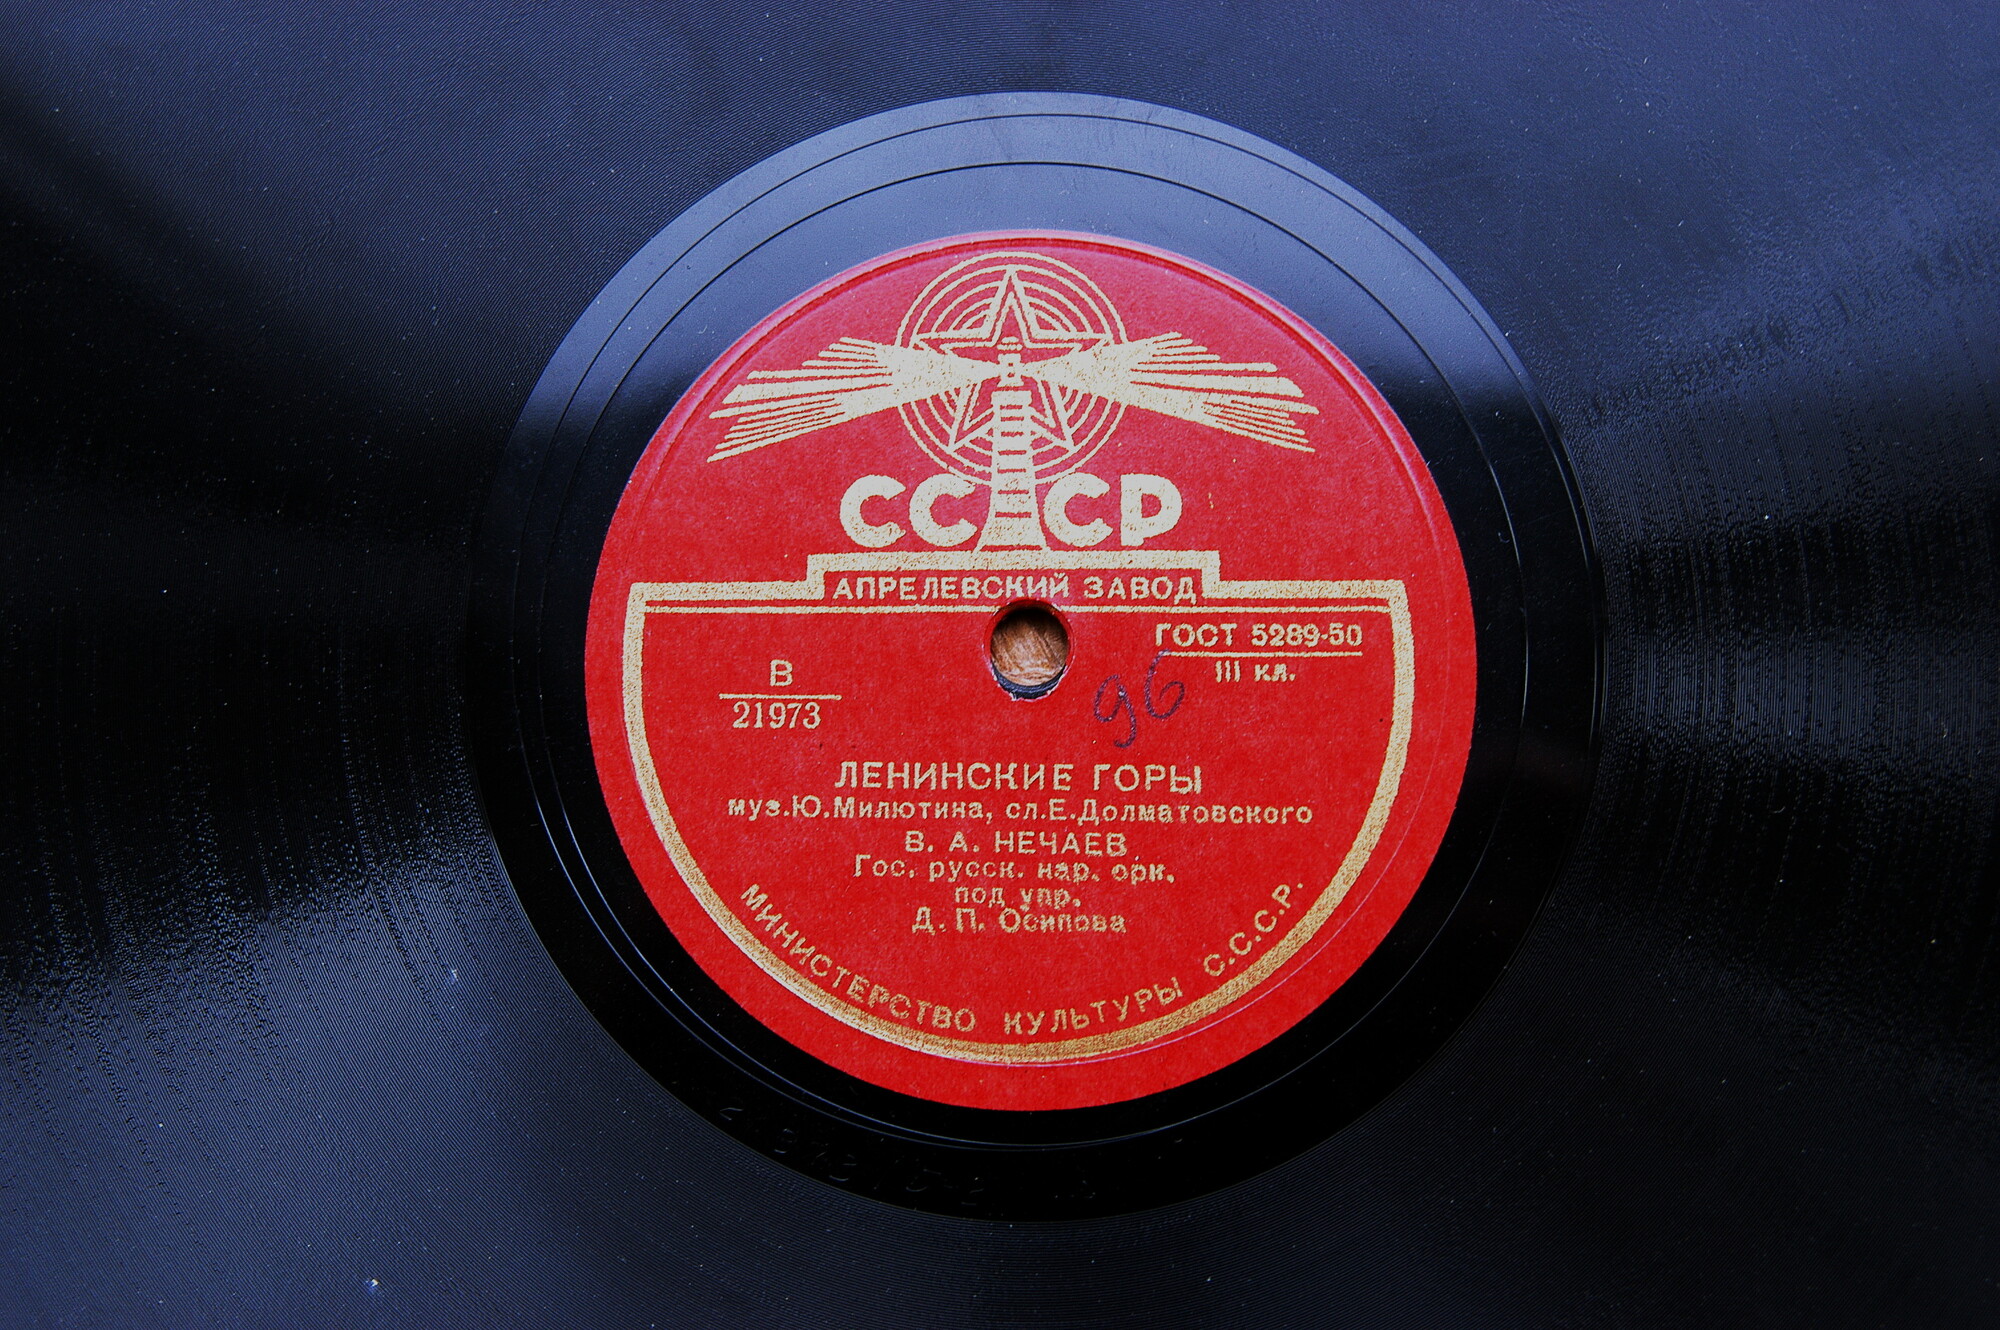 СССР
АПРЕЛЕВСКИЙ ЗАВОД
ГОСТ 5289-50
III кл.
В
21973
96
ЛЕНИНСКИЕ ГОРЫ
муз.Ю.Милютина, сл.Е.Долматовского
В. А. НЕЧАЕВ
Гос. русск. нар. орк.
под упр.
Д. П. Осипова
МИНИСТЕРСТВО КУЛЬТУРЫ С.С.С.Р.